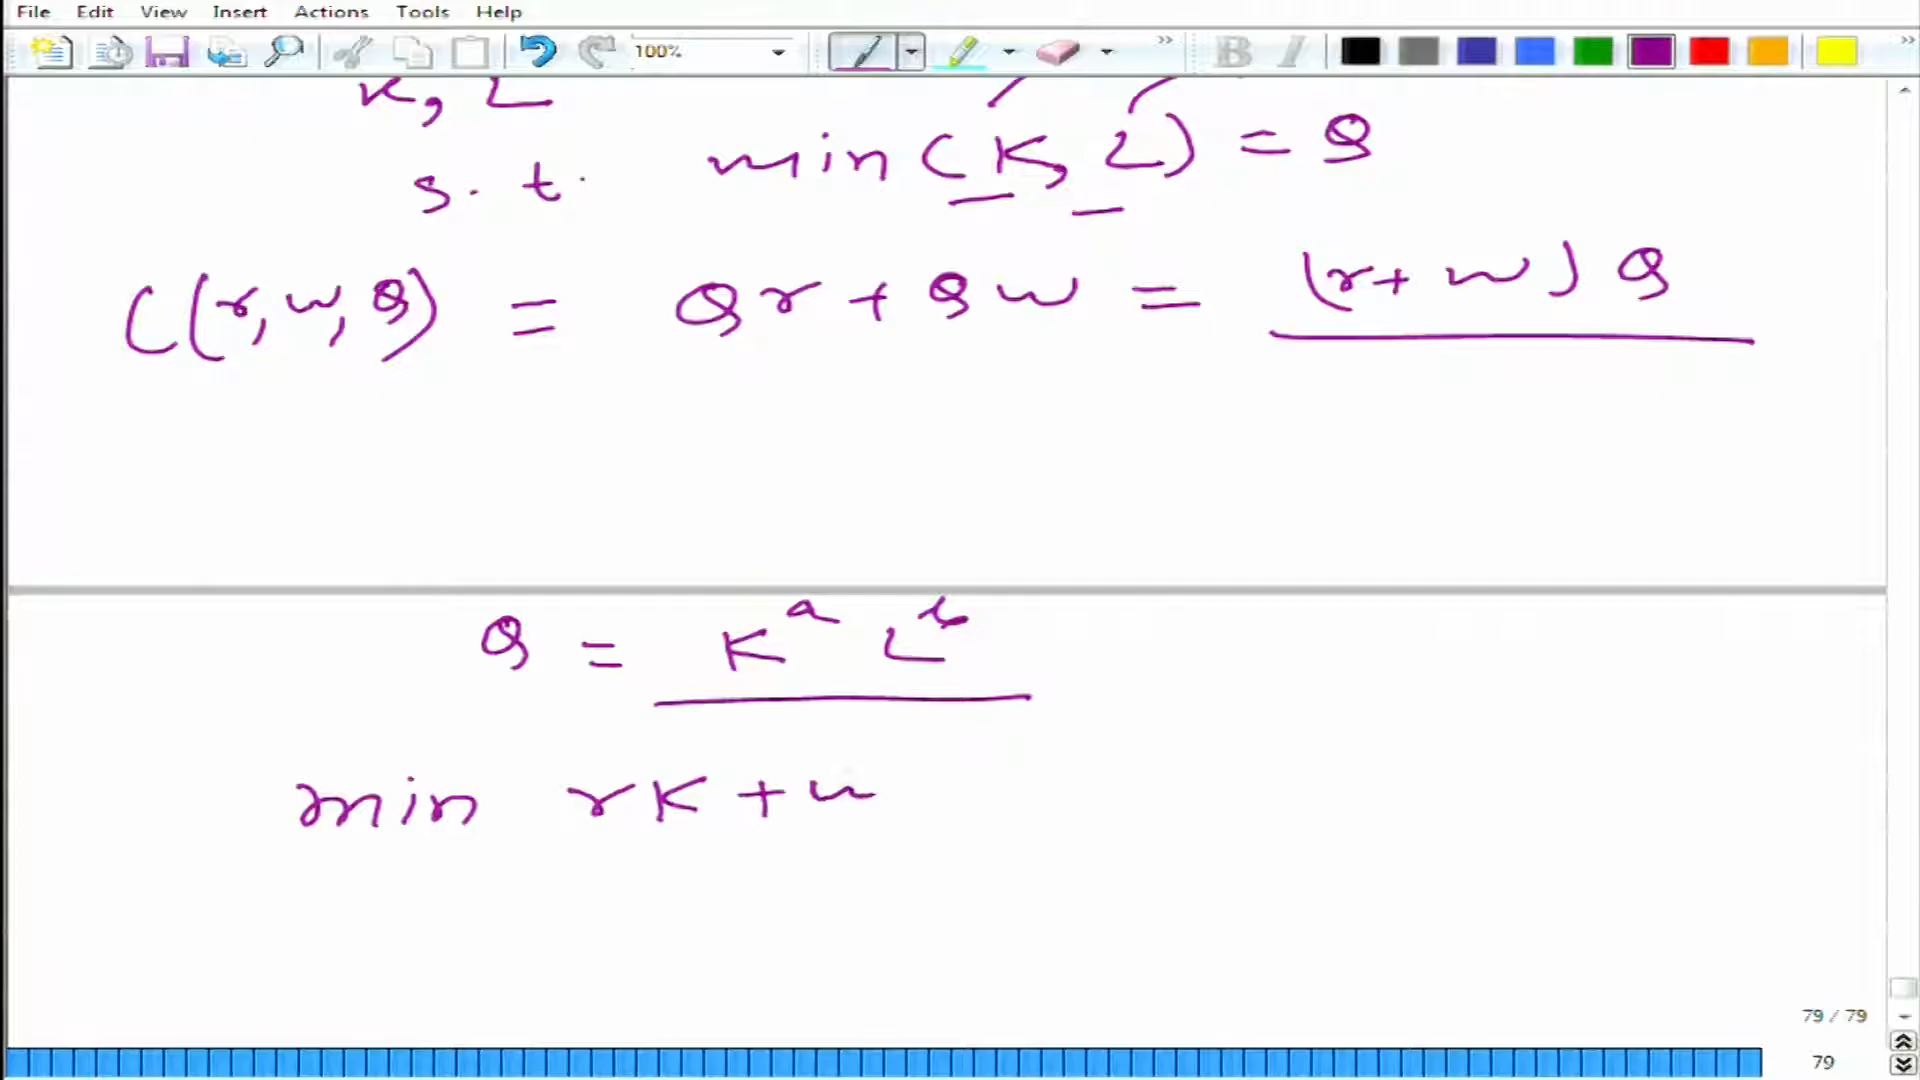 File Edit View Insert Actions Tools Help
100% B I
K, L
s. t. min (K, L) = Q
C(r, w, Q) = Qr + Qw = (r + w) Q
Q = K^a L^b
min rK + w
79 / 79
79